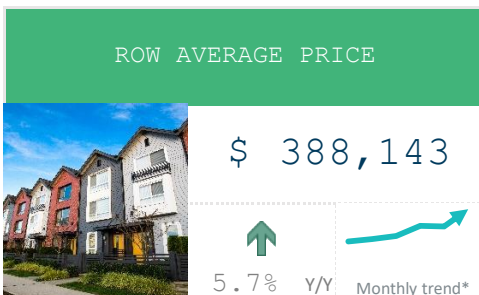 ROW AVERAGE PRICE
$ 388,143
5.7% Y/Y
Monthly trend*